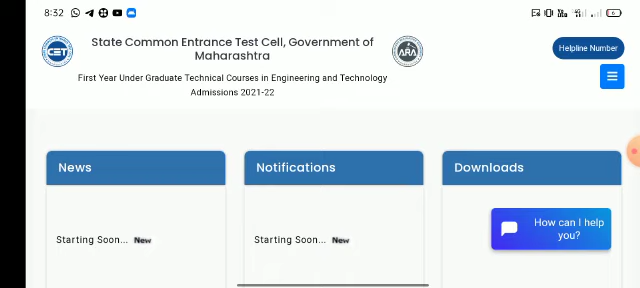 8:32
State Common Entrance Test Cell, Government of
Maharashtra
First Year Under Graduate Technical Courses in Engineering and Technology
Admissions 2021-22
CET
ARA
Helpline Number
News
Notifications
Downloads
Starting Soon... New
Starting Soon... New
How can I help
you?